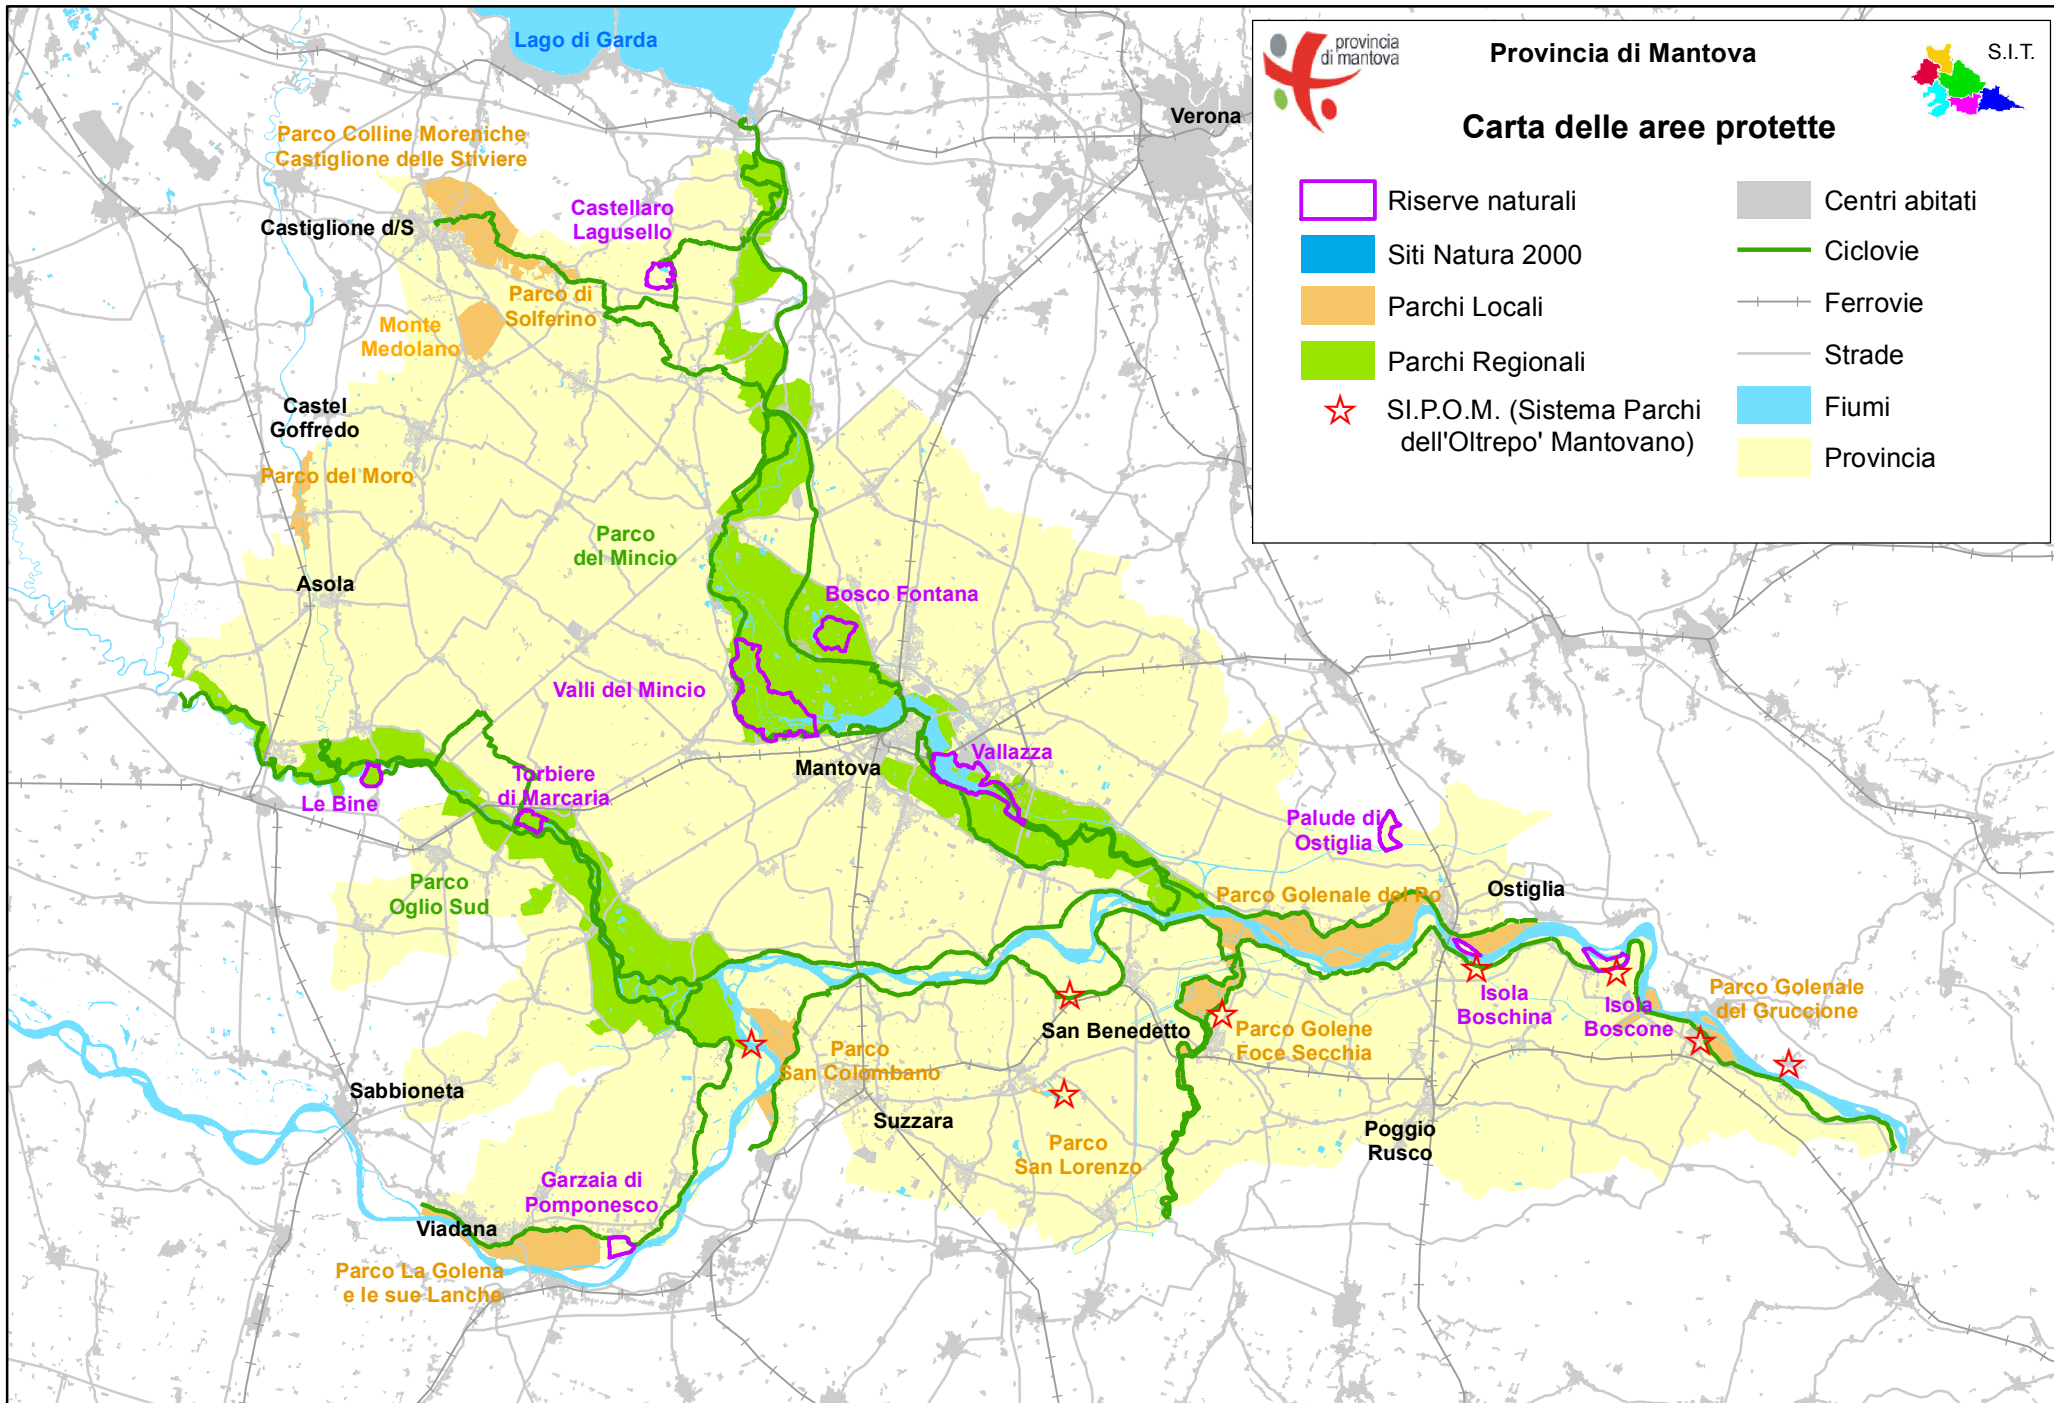 Lago di Garda
provincia
di mantova
Provincia di Mantova
S.I.T.
Carta delle aree protette
Riserve naturali
Siti Natura 2000
Parchi Locali
Parchi Regionali
SI.P.O.M. (Sistema Parchi
dell'Oltrepo' Mantovano)
Centri abitati
Ciclovie
Ferrovie
Strade
Fiumi
Provincia
Verona
Parco Colline Moreniche
Castiglione delle Stiviere
Castiglione d/S
Castellaro
Lagusello
Parco di
Solferino
Monte
Medolano
Castel
Goffredo
Parco del Moro
Parco
del Mincio
Asola
Bosco Fontana
Valli del Mincio
Mantova
Vallazza
Le Bine
Torbiere
di Marcaria
Palude di
Ostiglia
Parco
Oglio Sud
Parco Golenale del Po
Ostiglia
Isola
Boschina
Isola
Boscone
Parco Golenale
del Gruccione
San Benedetto
Parco Golene
Foce Secchia
Parco
San Colombano
Sabbioneta
Suzzara
Parco
San Lorenzo
Poggio
Rusco
Garzaia di
Pomponesco
Viadana
Parco La Golena
e le sue Lanche